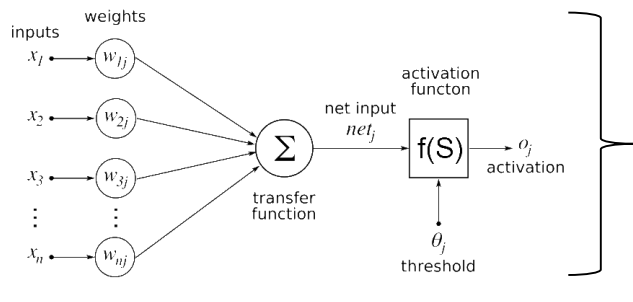 inputs
weights
x1
w1j
x2
w2j
x3
w3j
⋮
⋮
xn
wnj
Σ
transfer
function
net input
netj
activation
functon
f(S)
oj
activation
θj
threshold